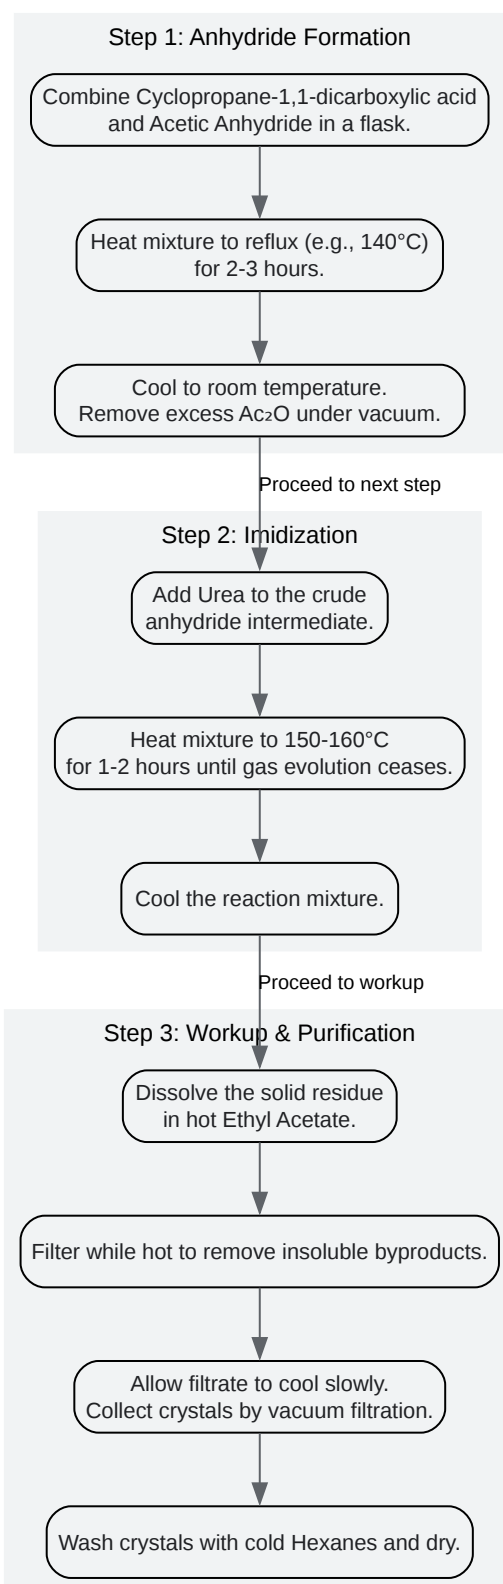 Step 1: Anhydride Formation
Combine Cyclopropane-1,1-dicarboxylic acid
and Acetic Anhydride in a flask.
Heat mixture to reflux (e.g., 140°C)
for 2-3 hours.
Cool to room temperature.
Remove excess Ac₂O under vacuum.
Proceed to next step
Step 2: Imidization
Add Urea to the crude
anhydride intermediate.
Heat mixture to 150-160°C
for 1-2 hours until gas evolution ceases.
Cool the reaction mixture.
Proceed to workup
Step 3: Workup & Purification
Dissolve the solid residue
in hot Ethyl Acetate.
Filter while hot to remove insoluble byproducts.
Allow filtrate to cool slowly.
Collect crystals by vacuum filtration.
Wash crystals with cold Hexanes and dry.